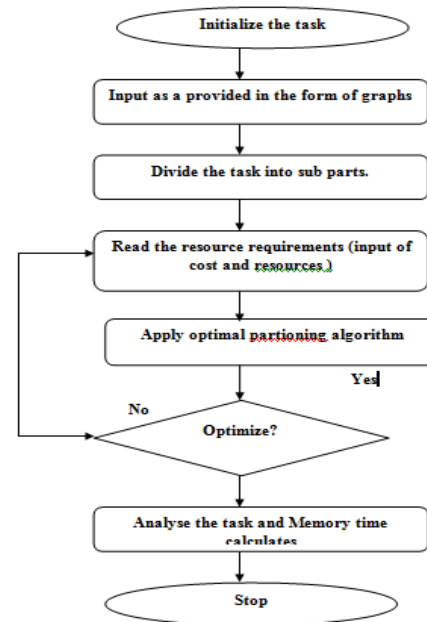 Initialize the task
Input as a provided in the form of graphs
Divide the task into sub parts.
Read the resource requirements (input of
cost and resources )
Apply optimal partioning algorithm
Yes
No
Optimize?
Analyse the task and Memory time
calculates
Stop